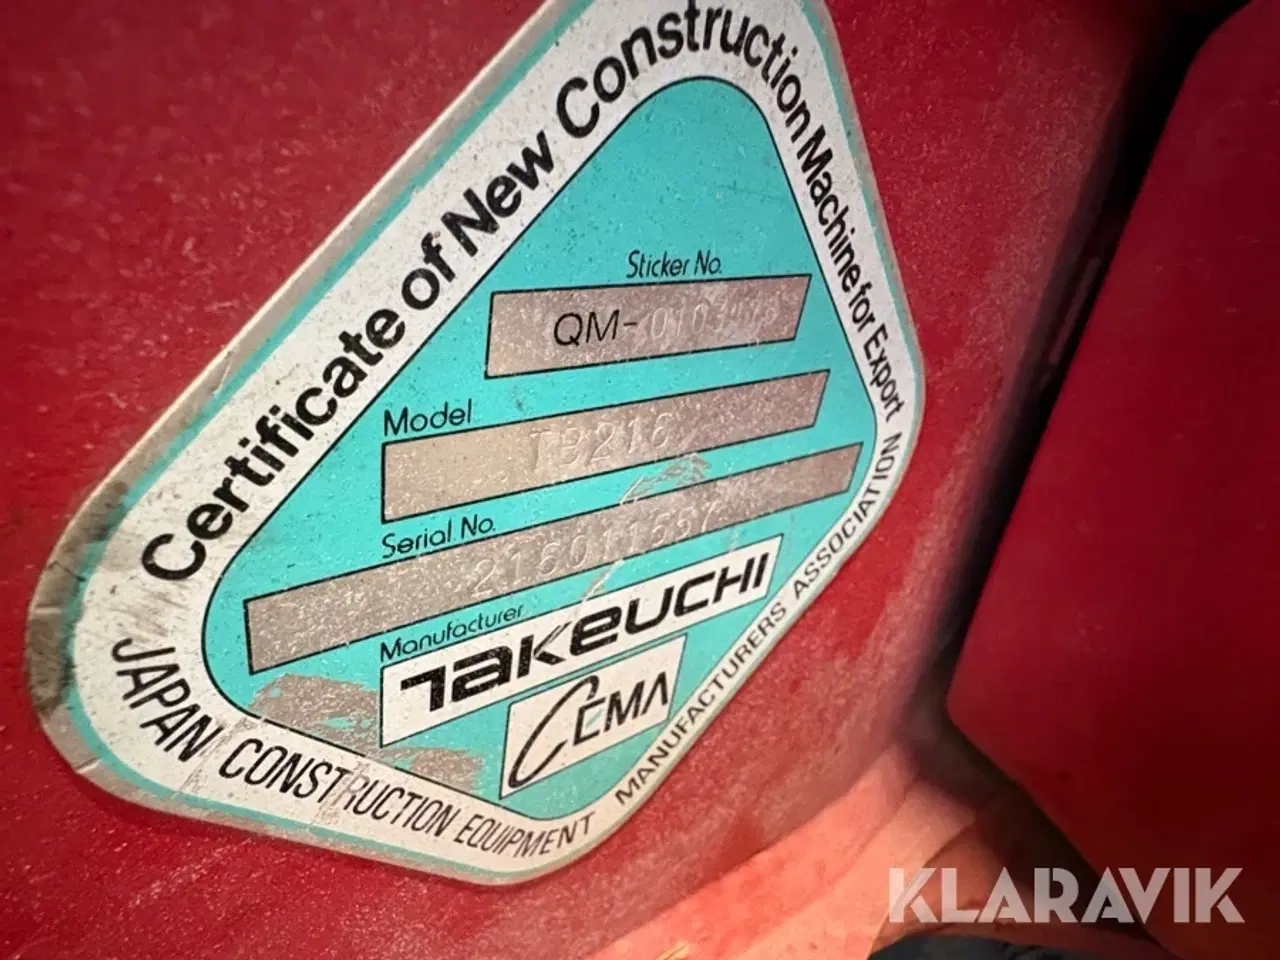 Certificate of New Construction Machine for Export
Sticker No.
QM-
Model
TB216
Serial No.
Manufacturer
TAKEUCHI
CEMA
JAPAN CONSTRUCTION EQUIPMENT MANUFACTURERS ASSOCIATION
KLARAVIK